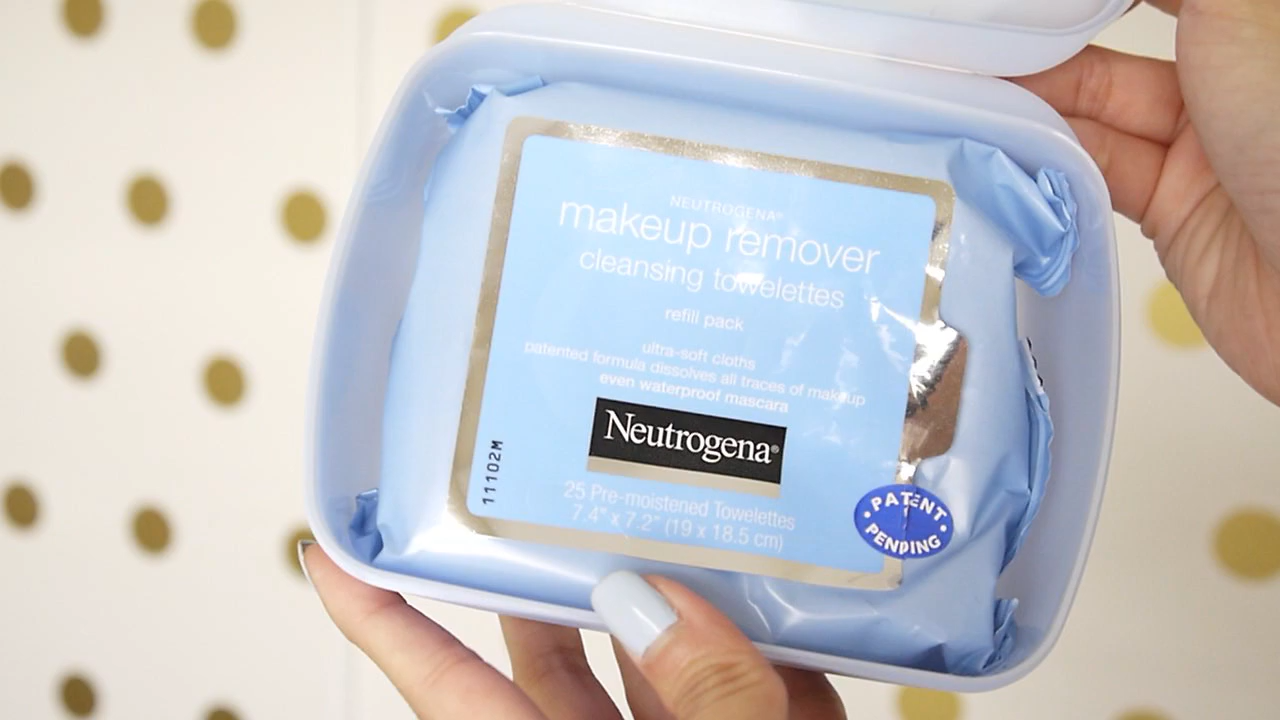 NEUTROGENA®
makeup remover
cleansing towelettes
refill pack
ultra-soft cloths
patented formula dissolves all traces of makeup
even waterproof mascara
Neutrogena®
11102M
25 Pre-moistened Towelettes
7.4" x 7.2" (19 x 18.5 cm)
PATENT
PENDING